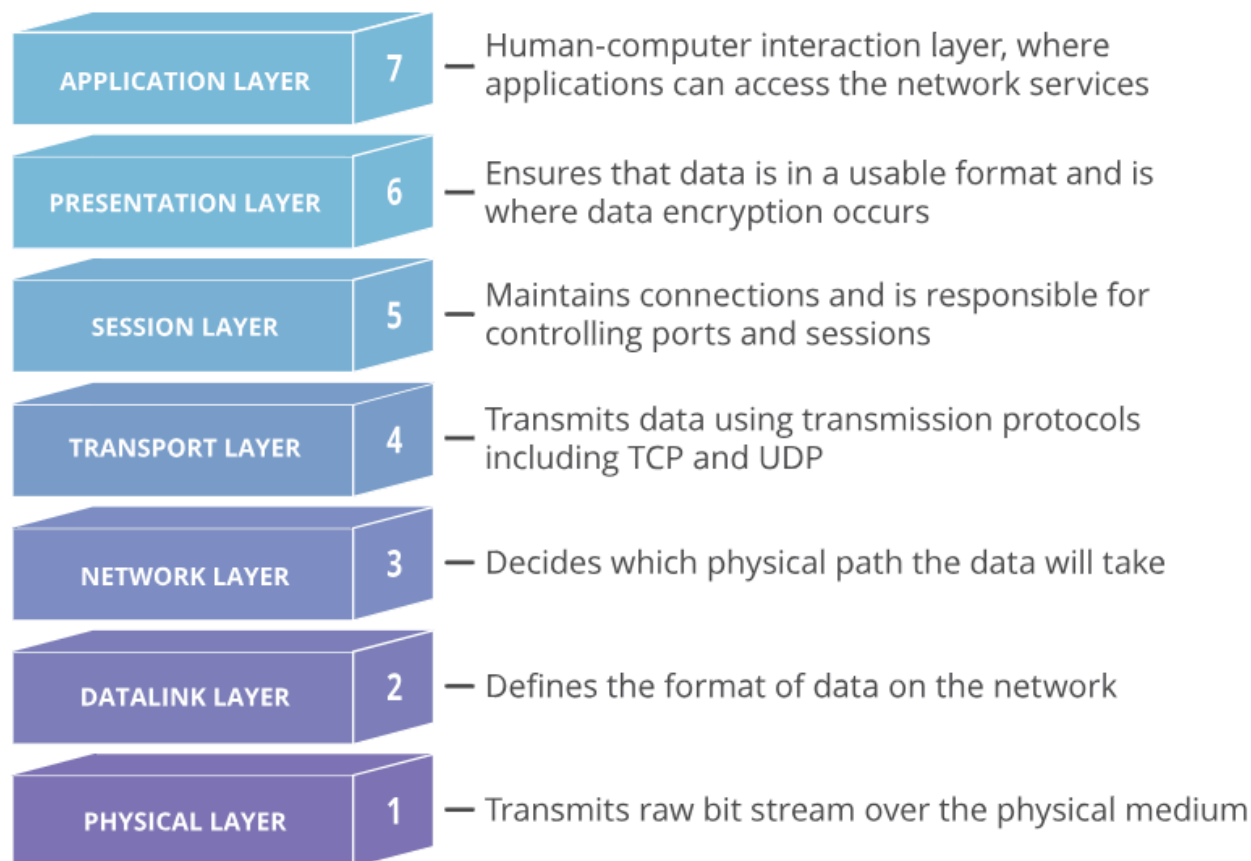 APPLICATION LAYER
7
Human-computer interaction layer, where
applications can access the network services
PRESENTATION LAYER
6
Ensures that data is in a usable format and is
where data encryption occurs
SESSION LAYER
5
Maintains connections and is responsible for
controlling ports and sessions
TRANSPORT LAYER
4
Transmits data using transmission protocols
including TCP and UDP
NETWORK LAYER
3
Decides which physical path the data will take
DATALINK LAYER
2
Defines the format of data on the network
PHYSICAL LAYER
1
Transmits raw bit stream over the physical medium